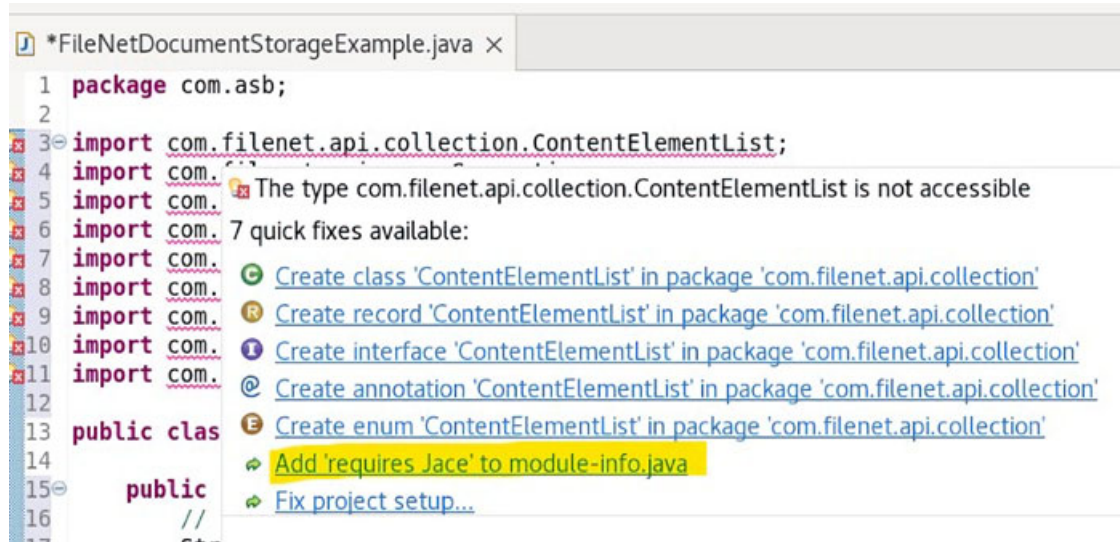 *FileNetDocumentStorageExample.java
1 package com.asb;
2
3 import com.filenet.api.collection.ContentElementList;
4 import com.
5 import com.
6 import com.
7 import com.
8 import com.
9 import com.
10 import com.
11 import com.
12
13 public clas
14
15 public
16 //
The type com.filenet.api.collection.ContentElementList is not accessible
7 quick fixes available:
Create class 'ContentElementList' in package 'com.filenet.api.collection'
Create record 'ContentElementList' in package 'com.filenet.api.collection'
Create interface 'ContentElementList' in package 'com.filenet.api.collection'
Create annotation 'ContentElementList' in package 'com.filenet.api.collection'
Create enum 'ContentElementList' in package 'com.filenet.api.collection'
Add 'requires Jace' to module-info.java
Fix project setup...